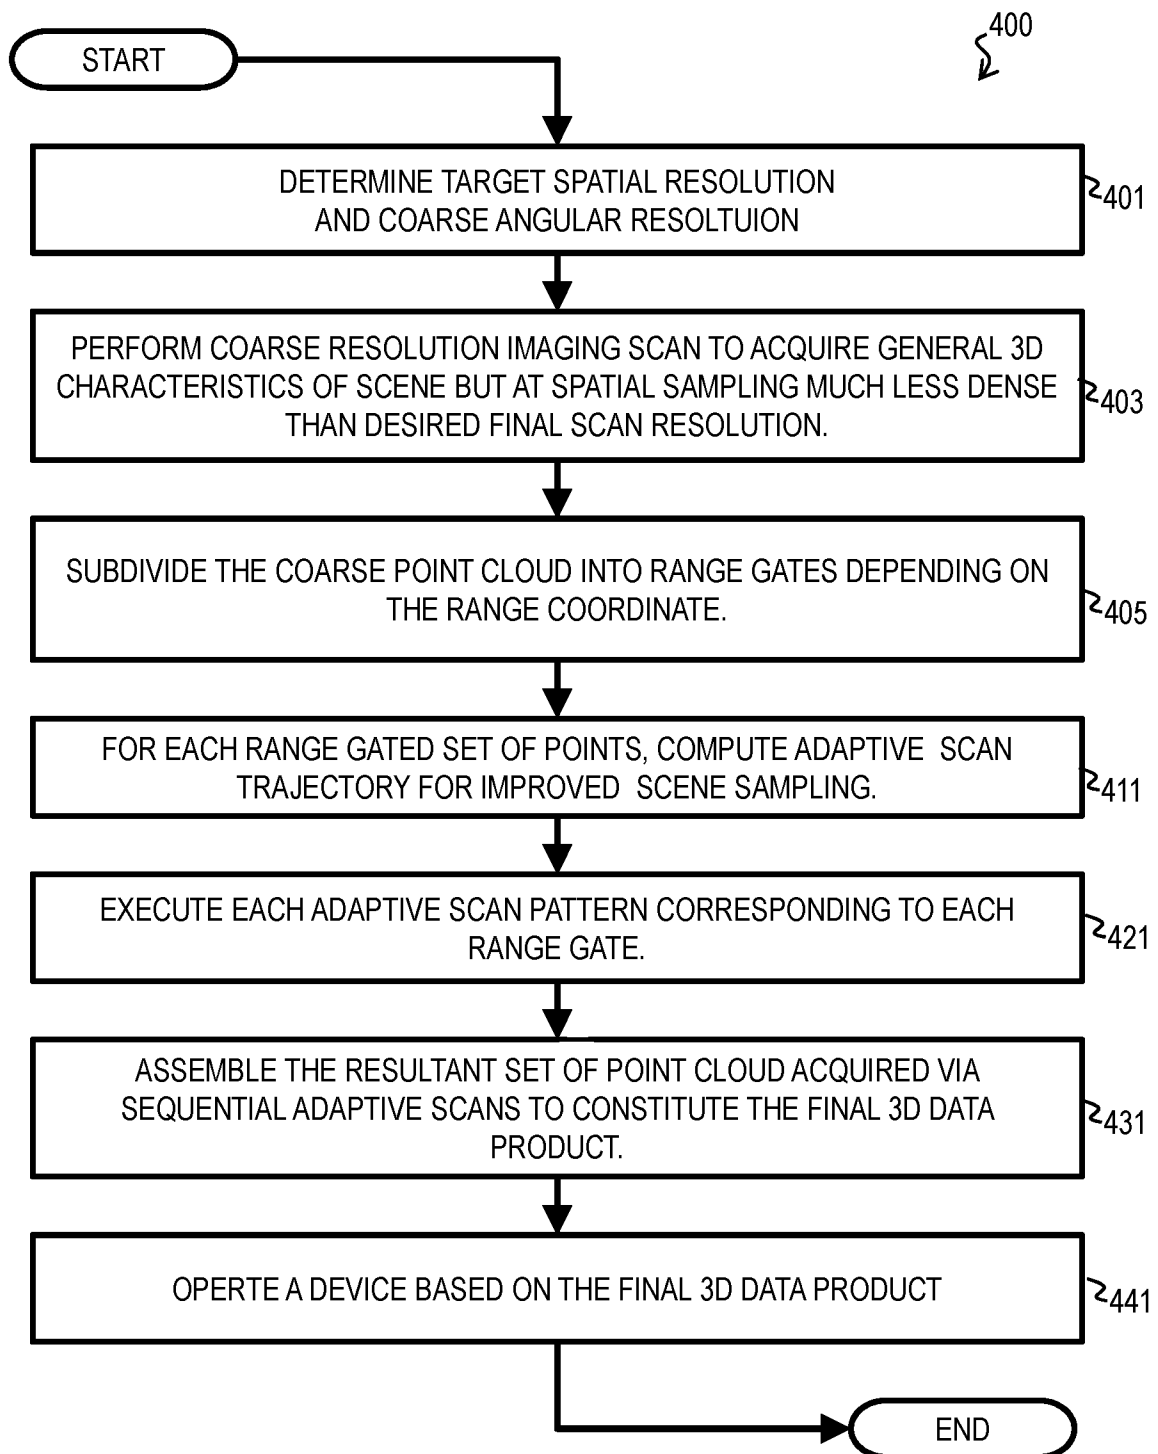 400
START
DETERMINE TARGET SPATIAL RESOLUTION
AND COARSE ANGULAR RESOLTUION
401
PERFORM COARSE RESOLUTION IMAGING SCAN TO ACQUIRE GENERAL 3D
CHARACTERISTICS OF SCENE BUT AT SPATIAL SAMPLING MUCH LESS DENSE
THAN DESIRED FINAL SCAN RESOLUTION.
403
SUBDIVIDE THE COARSE POINT CLOUD INTO RANGE GATES DEPENDING ON
THE RANGE COORDINATE.
405
FOR EACH RANGE GATED SET OF POINTS, COMPUTE ADAPTIVE SCAN
TRAJECTORY FOR IMPROVED SCENE SAMPLING.
411
EXECUTE EACH ADAPTIVE SCAN PATTERN CORRESPONDING TO EACH
RANGE GATE.
421
ASSEMBLE THE RESULTANT SET OF POINT CLOUD ACQUIRED VIA
SEQUENTIAL ADAPTIVE SCANS TO CONSTITUTE THE FINAL 3D DATA
PRODUCT.
431
OPERTE A DEVICE BASED ON THE FINAL 3D DATA PRODUCT
441
END